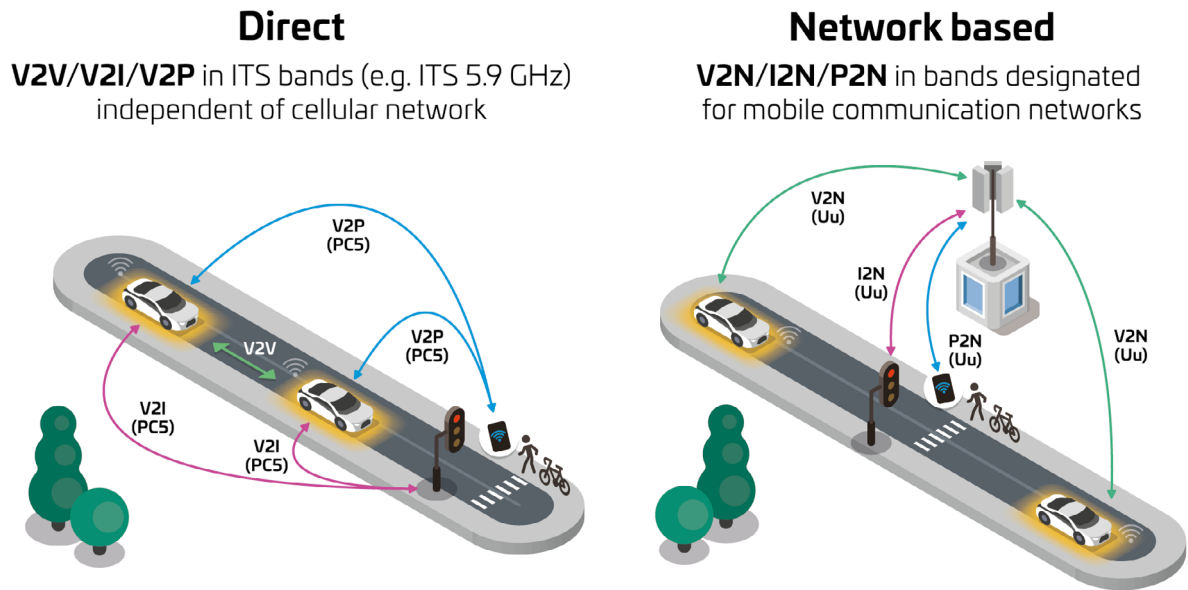 Direct
V2V/V2I/V2P in ITS bands (e.g. ITS 5.9 GHz)
independent of cellular network
V2P
(PC5)
V2P
(PC5)
V2V
V2I
(PC5)
V2I
(PC5)
Network based
V2N/I2N/P2N in bands designated
for mobile communication networks
V2N
(Uu)
I2N
(Uu)
P2N
(Uu)
V2N
(Uu)